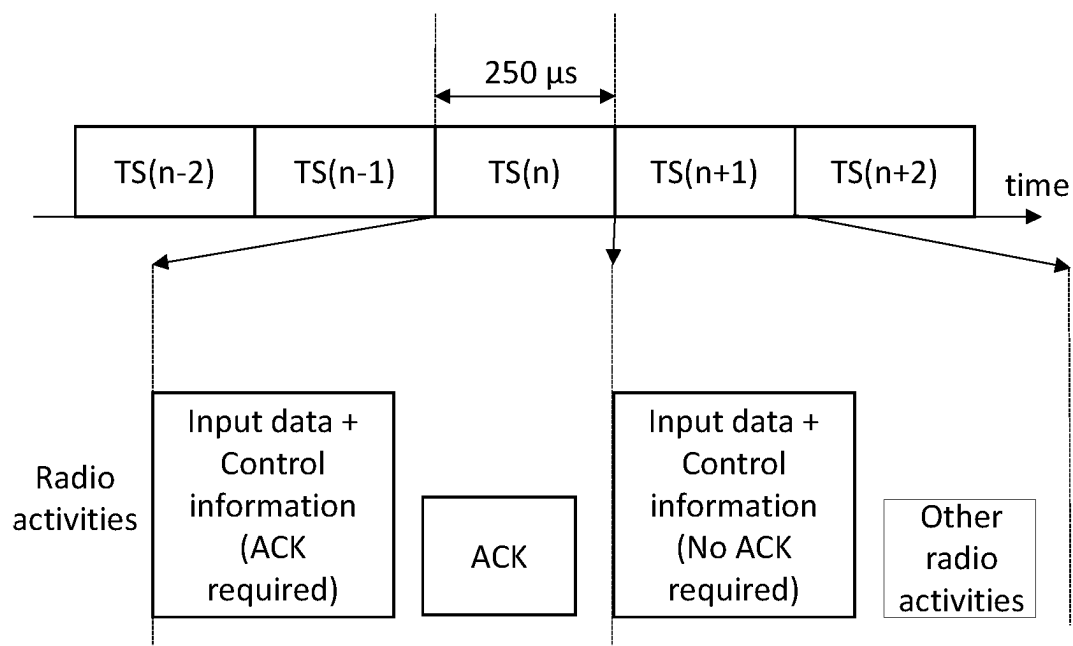 250 µs
TS(n-2)
TS(n-1)
TS(n)
TS(n+1)
TS(n+2)
time
Radio
activities
Input data +
Control
information
(ACK
required)
ACK
Input data +
Control
information
(No ACK
required)
Other
radio
activities